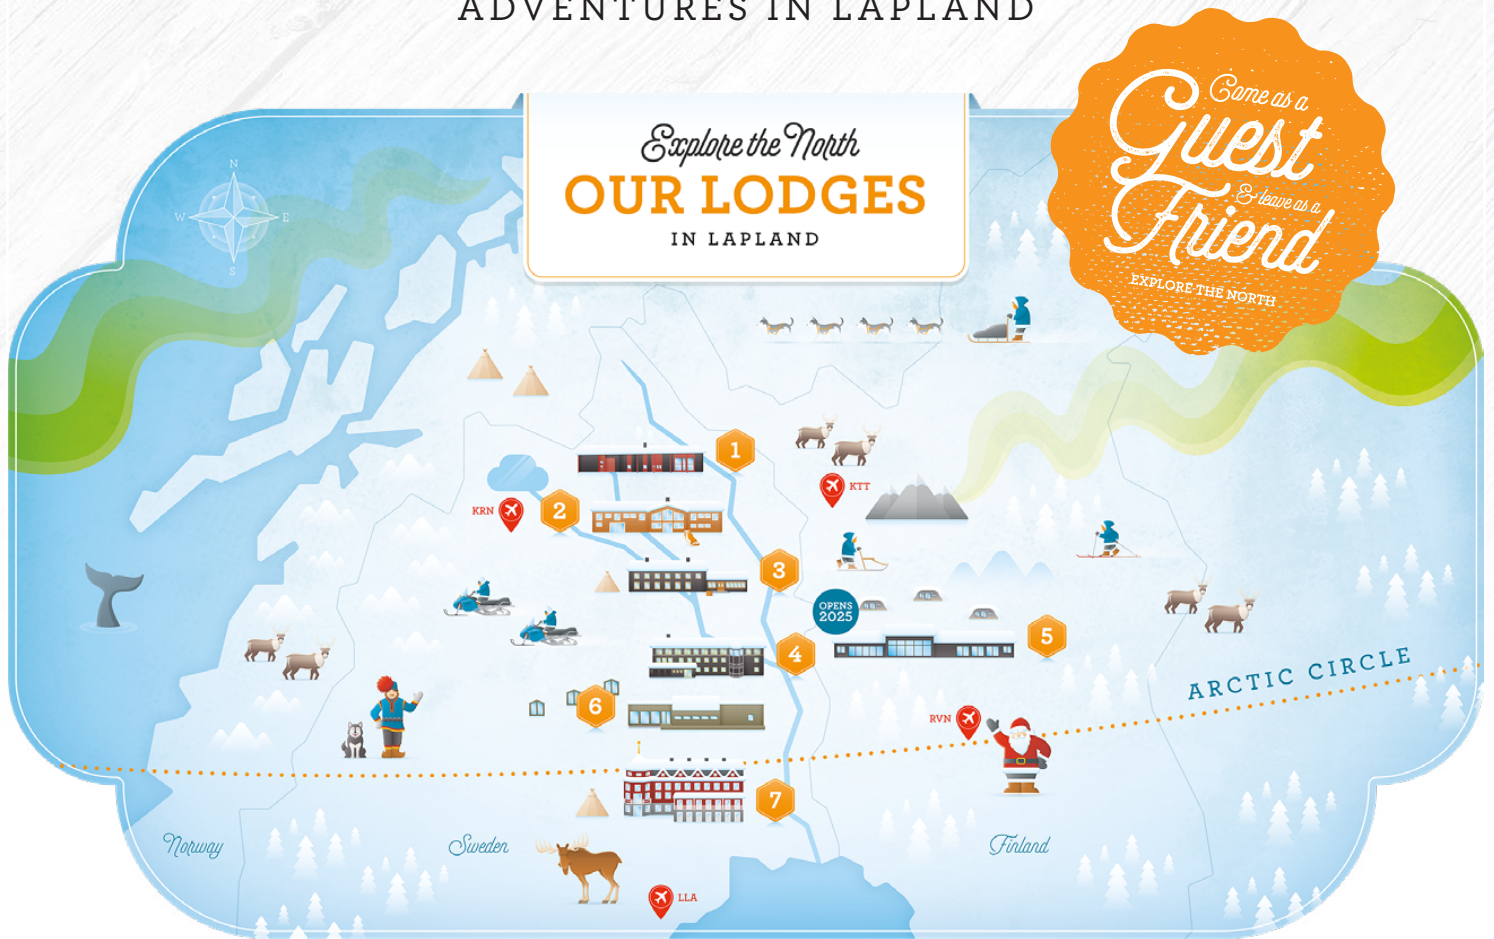 ADVENTURES IN LAPLAND
Come as a
Guest
& leave as a
Friend
EXPLORE THE NORTH
Explore the North
OUR LODGES
IN LAPLAND
N
W
E
S
1
KTT
KRN
2
3
OPENS
2025
5
4
6
ARCTIC CIRCLE
RVN
7
Norway
Sweden
Finland
LLA